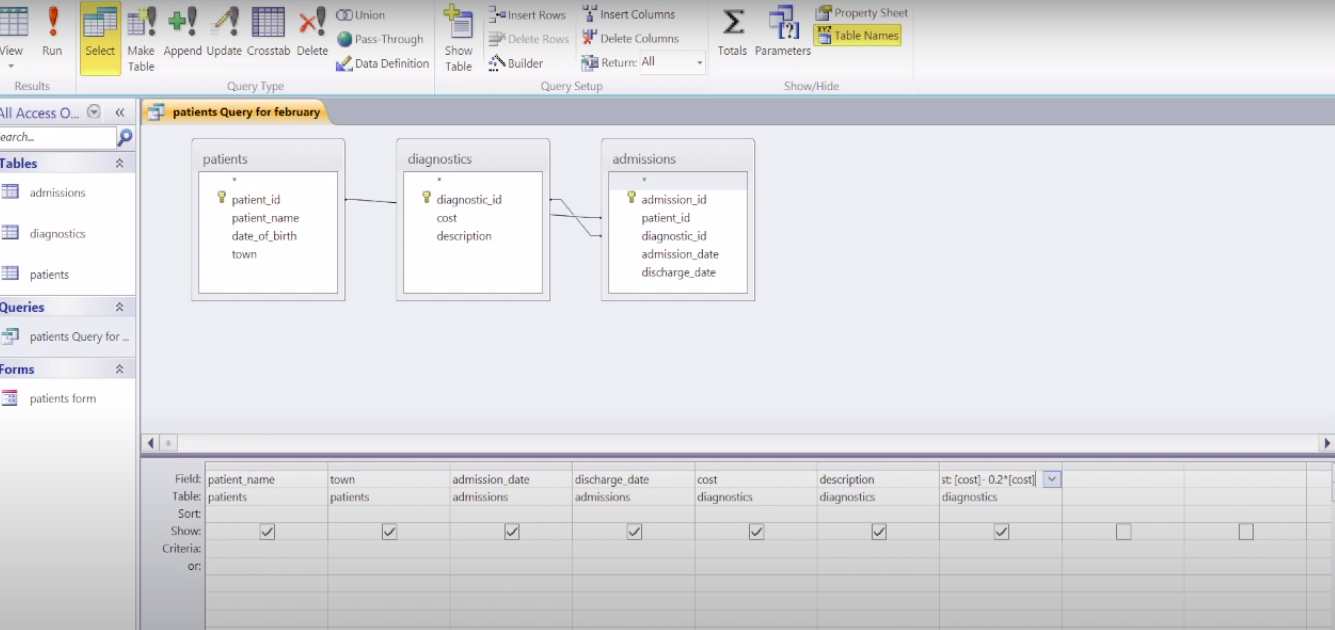 View Run Select Make Table Append Update Crosstab Delete
Union
Pass-Through
Data Definition
Show Table
Insert Rows
Delete Rows
Builder
Insert Columns
Delete Columns
Return: All
Totals Parameters
Property Sheet
Table Names
Results Query Type Query Setup Show/Hide
All Access O...
earch...
Tables
admissions
diagnostics
patients
Queries
patients Query for ...
Forms
patients form
patients Query for february
patients
*
patient_id
patient_name
date_of_birth
town
diagnostics
*
diagnostic_id
cost
description
admissions
*
admission_id
patient_id
diagnostic_id
admission_date
discharge_date
Field: patient_name town admission_date discharge_date cost description st: [cost]- 0.2*[cost]
Table: patients patients admissions admissions diagnostics diagnostics diagnostics
Sort:
Show:
Criteria:
or: